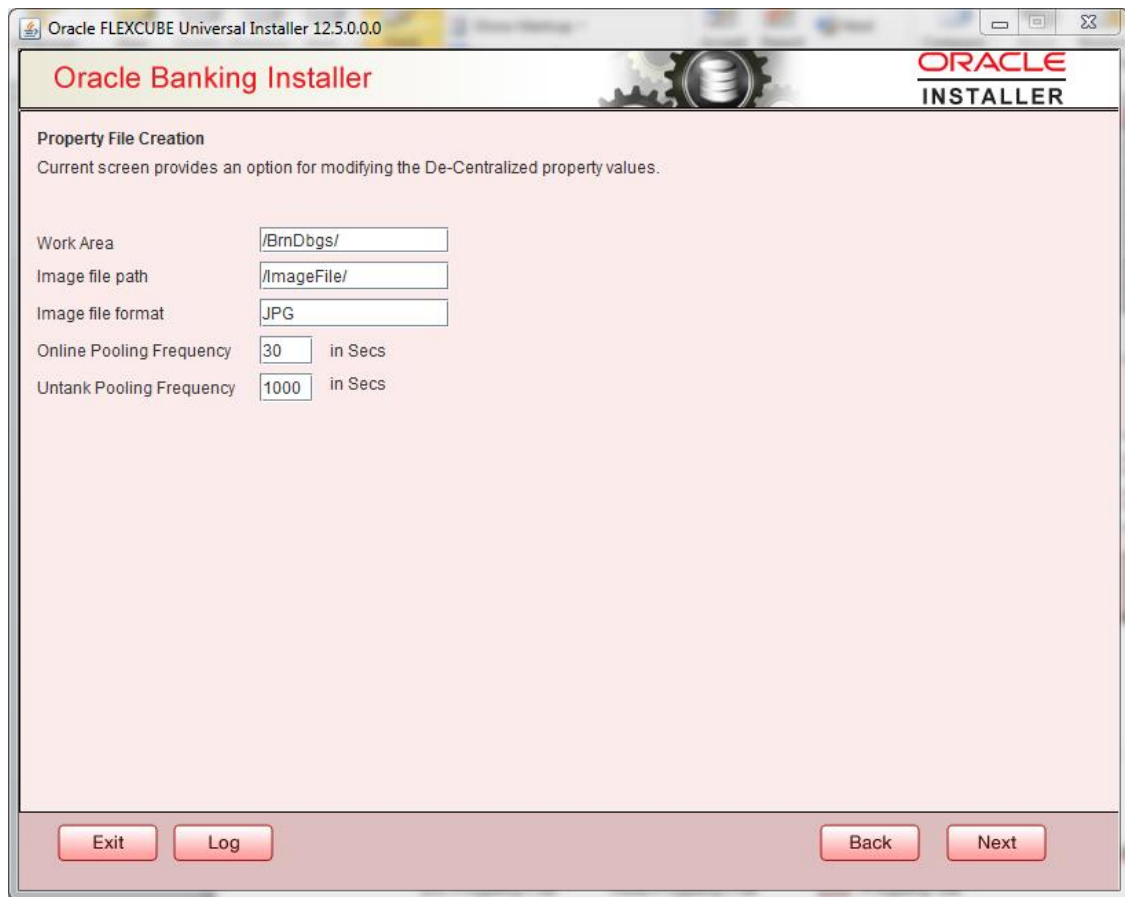 Oracle FLEXCUBE Universal Installer 12.5.0.0.0
Oracle Banking Installer
ORACLE
INSTALLER
Property File Creation
Current screen provides an option for modifying the De-Centralized property values.
Work Area /BrnDbgs/
Image file path /ImageFile/
Image file format JPG
Online Pooling Frequency 30 in Secs
Untank Pooling Frequency 1000 in Secs
Exit Log Back Next